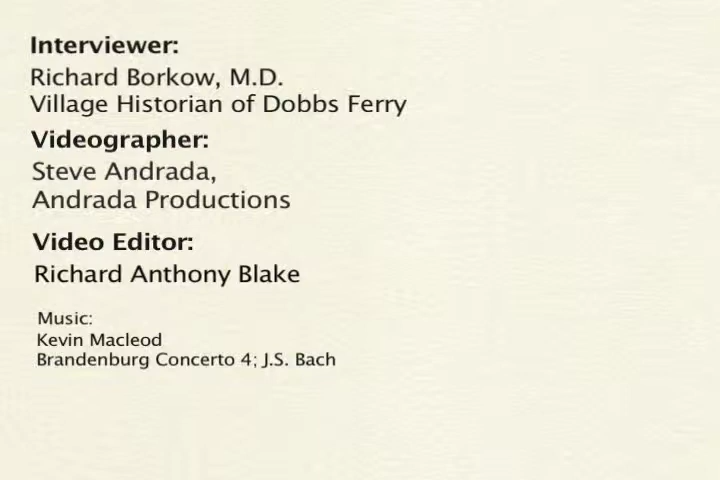 Interviewer:
Richard Borkow, M.D.
Village Historian of Dobbs Ferry
Videographer:
Steve Andrada,
Andrada Productions
Video Editor:
Richard Anthony Blake
Music:
Kevin Macleod
Brandenburg Concerto 4; J.S. Bach